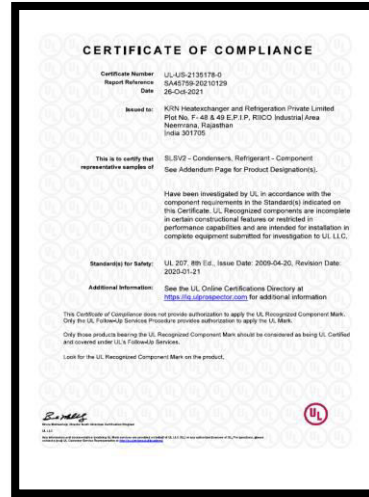 CERTIFICATE OF COMPLIANCE
Certificate Number UL-US-2135178-0
Report Reference SA45759-20210129
Date 26-Oct-2021
Issued to: KRN Heatexchanger and Refrigeration Private Limited
Plot No, F- 48 & 49 E.P.I.P, RIICO Industrial Area
Neemrana, Rajasthan
India 301705
This is to certify that SLSV2 - Condensers, Refrigerant - Component
representative samples of See Addendum Page for Product Designation(s).
Have been investigated by UL in accordance with the
component requirements in the Standard(s) indicated on
this Certificate. UL Recognized components are incomplete
in certain constructional features or restricted in
performance capabilities and are intended for installation in
complete equipment submitted for investigation to UL LLC.
Standard(s) for Safety: UL 207, 8th Ed., Issue Date: 2009-04-20, Revision Date:
2020-01-21
Additional Information: See the UL Online Certifications Directory at
https://iq.ulprospector.com for additional information
This Certificate of Compliance does not provide authorization to apply the UL Recognized Component Mark.
Only the UL Follow-Up Services Procedure provides authorization to apply the UL Mark.
Only those products bearing the UL Recognized Component Mark should be considered as being UL Certified
and covered under UL's Follow-Up Services.
Look for the UL Recognized Component Mark on the product.
UL